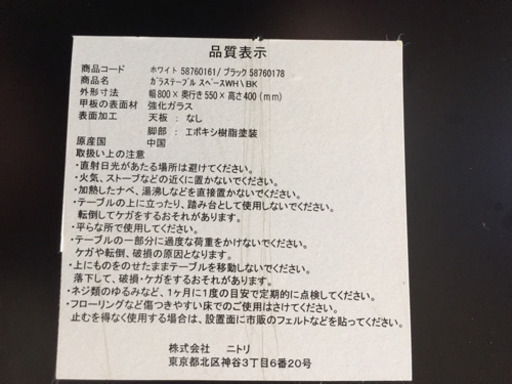 品質表示
商品コード ホワイト 58760161/ブラック58760178
商品名 ガラステーブル スペースWH\BK
外形寸法 幅800×奥行き550×高さ400(mm)
甲板の表面材 強化ガラス
表面加工 天板:なし
脚部:エポキシ樹脂塗装
原産国 中国
取扱い上の注意
・直射日光があたる場所は避けてください。
・火気、ストーブなどの近くに置かないでください。
・加熱したナベ、湯沸しなどを直接置かないでください。
・テーブルの上に立ったり、踏み台として使用しないでください。
転倒してケガをするおそれがあります。
・平らな所で使用してください。
・テーブルの一部分に過度な荷重をかけないでください。
ケガや転倒、破損の原因となります。
・上にものをのせたままテーブルを移動しないでください。
落下して、破損・ケガをするおそれがあります。
・ネジ類のゆるみなど、1ヶ月に1度の目安で定期的に点検してください。
・フローリングなど傷つきやすい床でのご使用はさけてください。
止むを得なく使用する場合は、設置面に市販のフェルトなどを貼ってください。
株式会社 ニトリ
東京都北区神谷3丁目6番20号